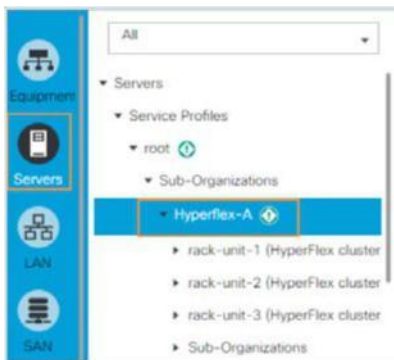 All
Equipment
Servers
LAN
SAN
Servers
Service Profiles
root
Sub-Organizations
Hyperflex-A
rack-unit-1 (HyperFlex cluster
rack-unit-2 (HyperFlex cluster
rack-unit-3 (HyperFlex cluster
Sub-Organizations